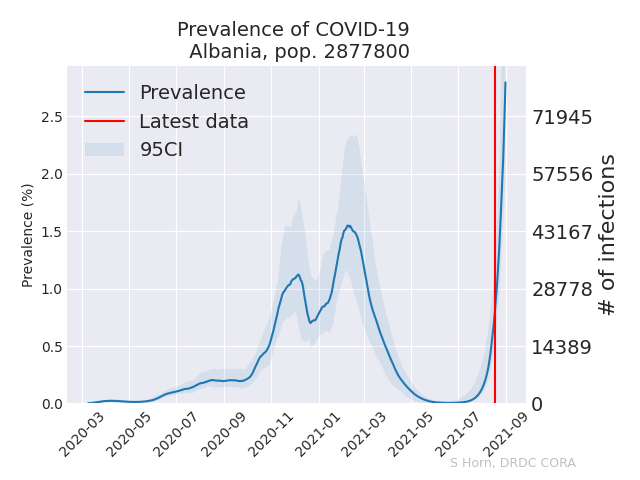 Prevalence of COVID-19
Albania, pop. 2877800
Prevalence
Latest data
95CI
Prevalence (%)
2.5
2.0
1.5
1.0
0.5
0.0
71945
57556
43167
28778
14389
0
# of infections
2020-03
2020-05
2020-07
2020-09
2020-11
2021-01
2021-03
2021-05
2021-07
2021-09
S Horn, DRDC CORA